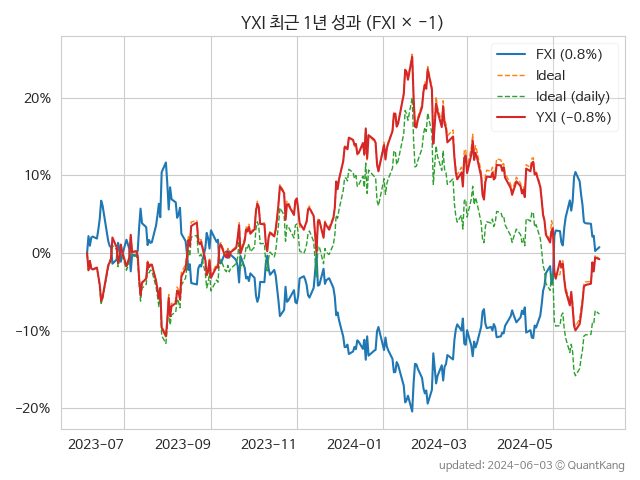 YXI 최근 1년 성과 (FXI × −1)
FXI (0.8%)
Ideal
Ideal (daily)
YXI (−0.8%)
20%
10%
0%
−10%
−20%
2023-07
2023-09
2023-11
2024-01
2024-03
2024-05
updated: 2024-06-03 © QuantKang